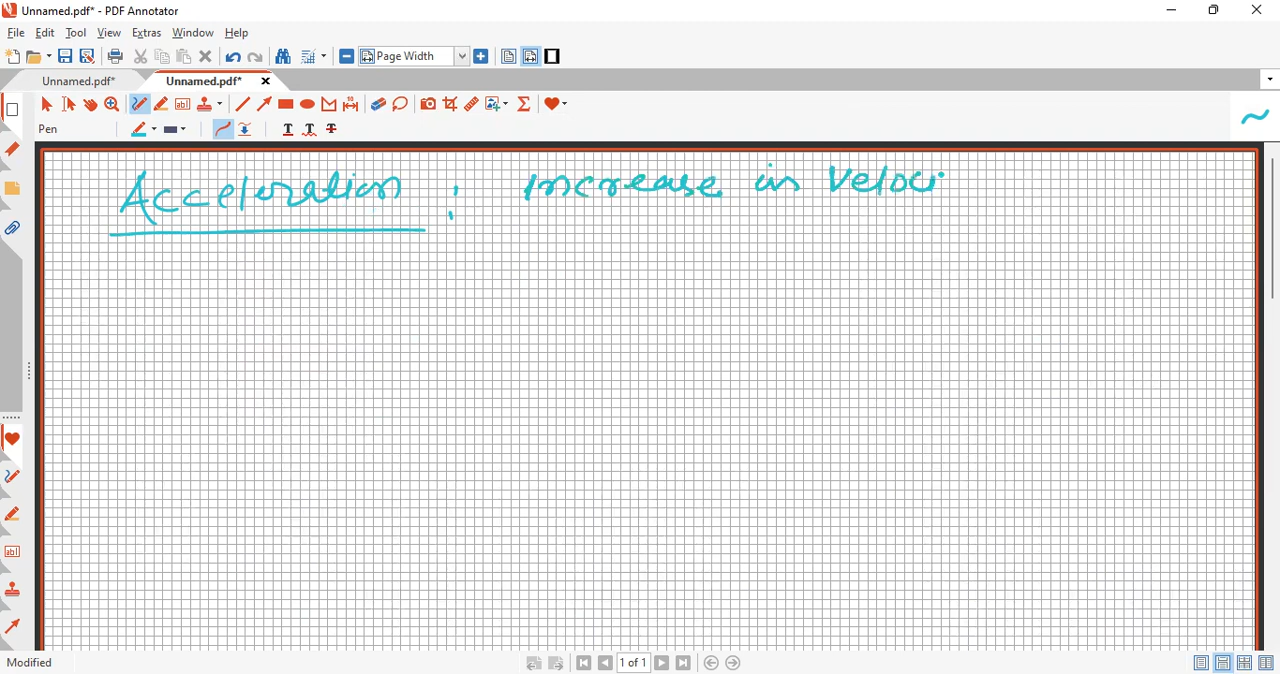 Unnamed.pdf* - PDF Annotator
File Edit Tool View Extras Window Help
Page Width
Unnamed.pdf* Unnamed.pdf*
Pen
Acceleration : increase in Veloci
Modified 1 of 1